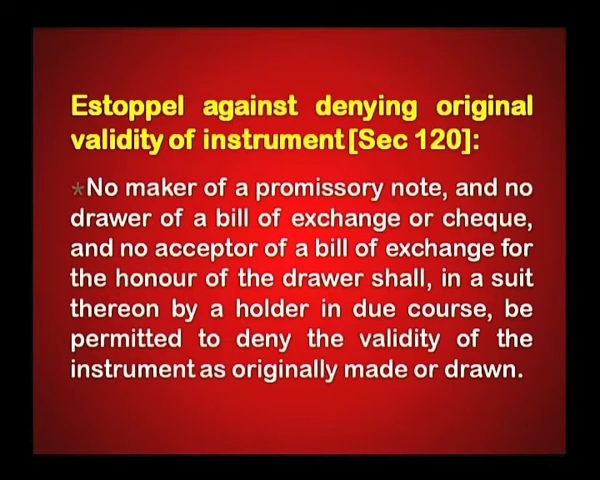 Estoppel against denying original
validity of instrument [Sec 120]:
*No maker of a promissory note, and no
drawer of a bill of exchange or cheque,
and no acceptor of a bill of exchange for
the honour of the drawer shall, in a suit
thereon by a holder in due course, be
permitted to deny the validity of the
instrument as originally made or drawn.